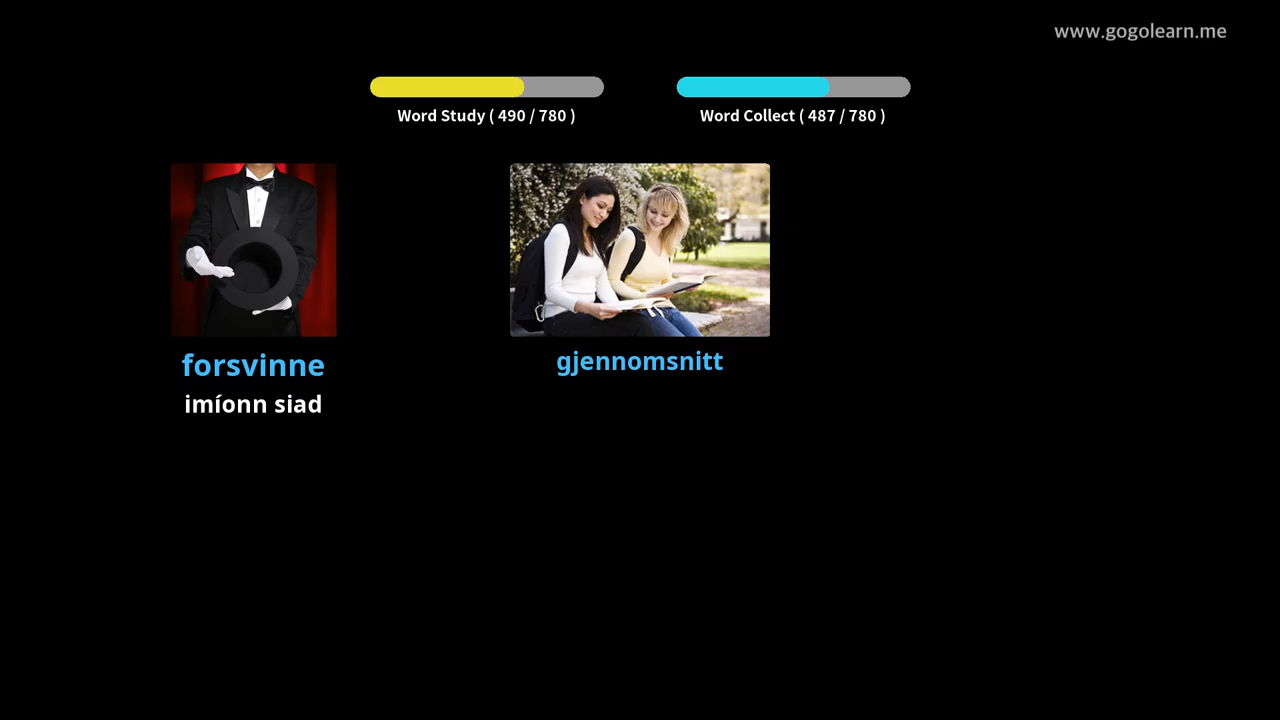 www.gogolearn.me
Word Study ( 490 / 780 )
Word Collect ( 487 / 780 )
forsvinne
imíonn siad
gjennomsnitt